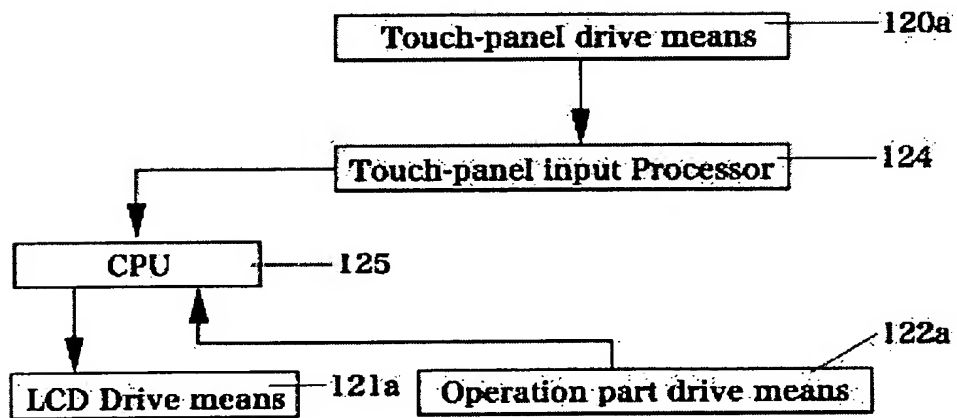 Touch-panel drive means
120a
Touch-panel input Processor
124
CPU
125
122a
LCD Drive means
121a
Operation part drive means